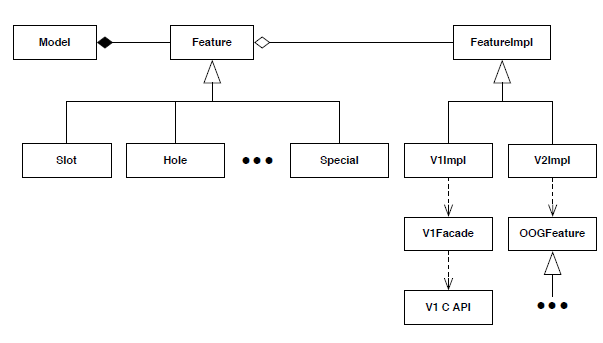 Model
Feature
FeatureImpl
Slot
Hole
Special
V1Impl
V2Impl
V1Facade
OOGFeature
V1 C API